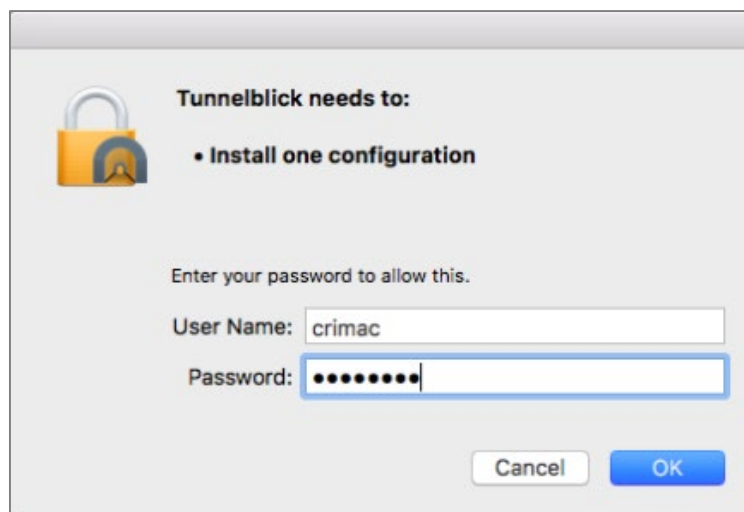 Tunnelblick needs to:
• Install one configuration
Enter your password to allow this.
User Name: crimac
Password: ••••••••
Cancel OK